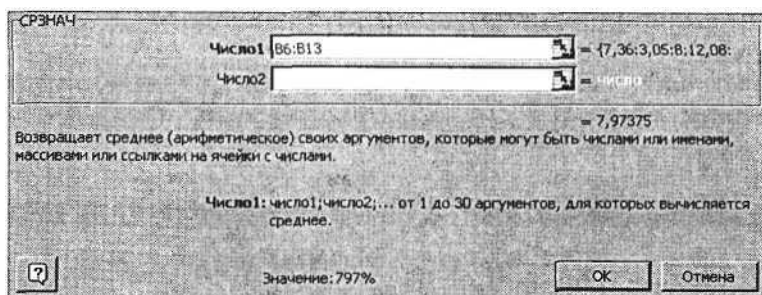 СРЗНАЧ
Число1 B6:B13 = {7,36:3,05:8:12,08:
Число2 = число
= 7,97375
Возвращает среднее (арифметическое) своих аргументов, которые могут быть числами или именами,
массивами или ссылками на ячейки с числами.
Число1: число1;число2;... от 1 до 30 аргументов, для которых вычисляется
среднее.
? Значение:797% ОК Отмена